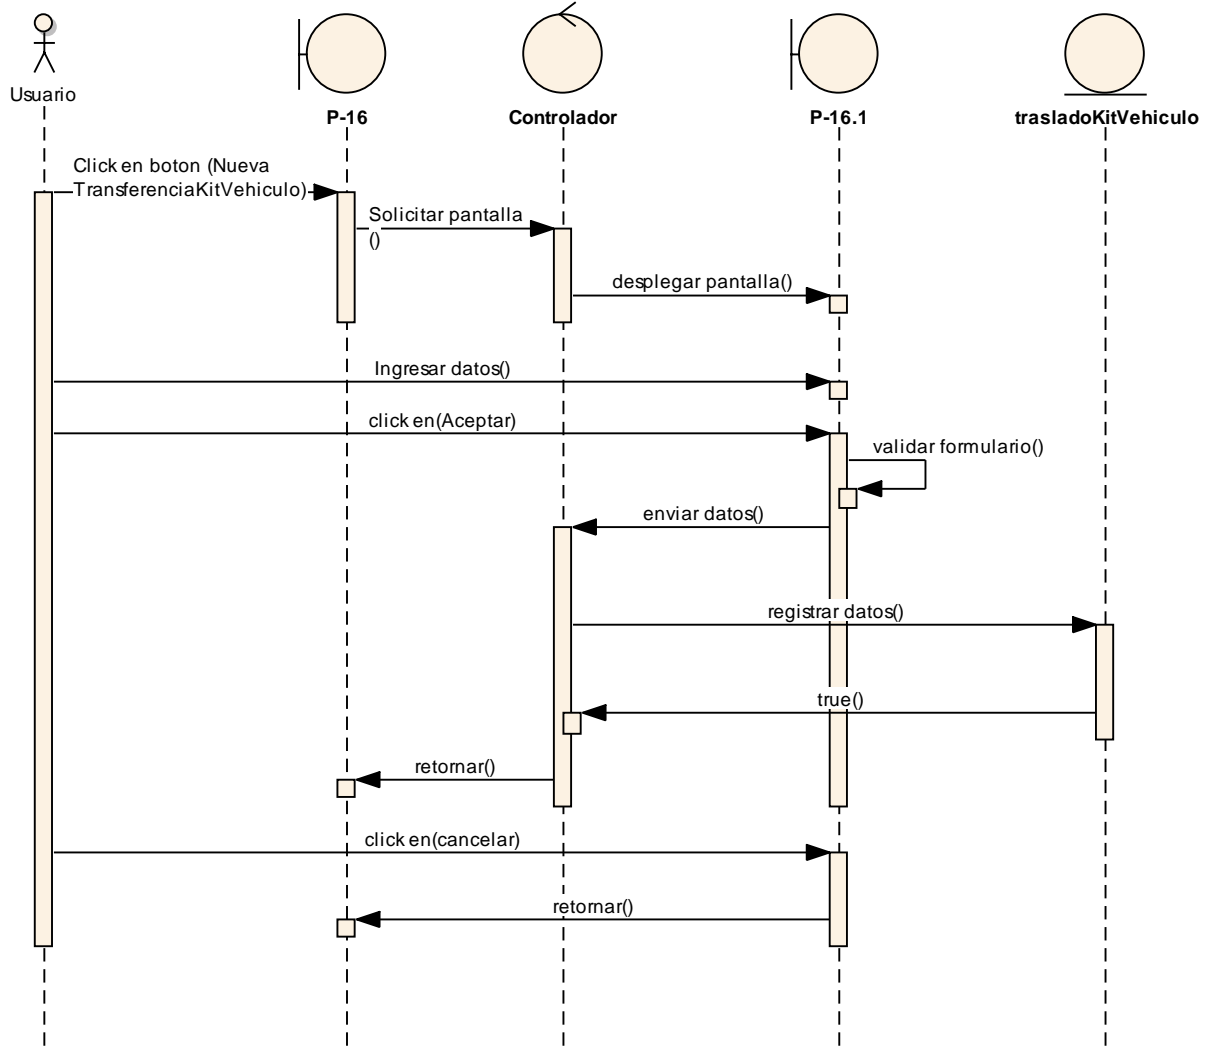 Usuario
P-16
Controlador
P-16.1
trasladoKitVehiculo
Click en boton (Nueva
TransferenciaKitVehiculo)
Solicitar pantalla
()
desplegar pantalla()
Ingresar datos()
click en(Aceptar)
validar formulario()
enviar datos()
registrar datos()
true()
retornar()
click en(cancelar)
retornar()